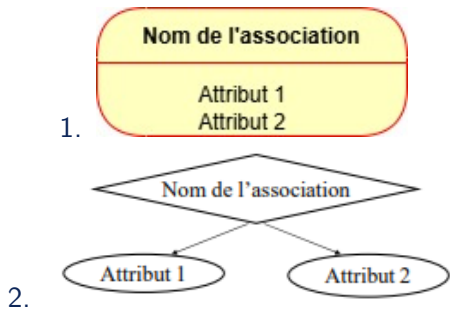 Nom de l'association
Attribut 1
1. Attribut 2
Nom de l’association
Attribut 1 Attribut 2
2.